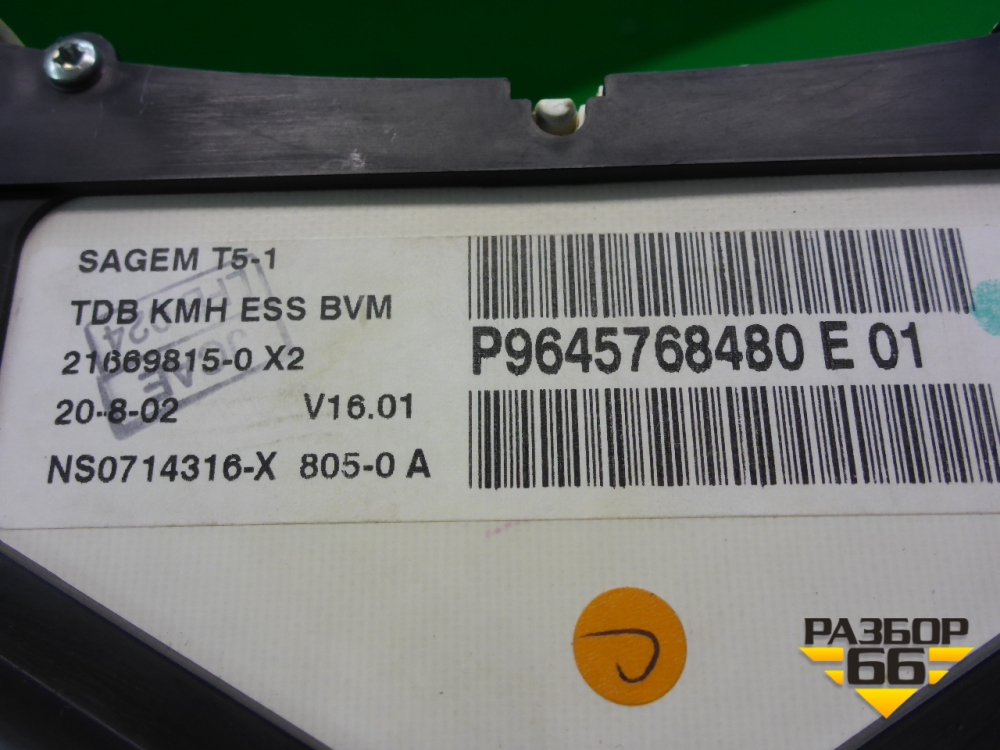 SAGEM T5-1
TDB KMH ESS BVM
21669815-0 X2
20-8-02 V16.01
NS0714316-X 805-0 A
P9645768480 E 01
РАЗБОР
66